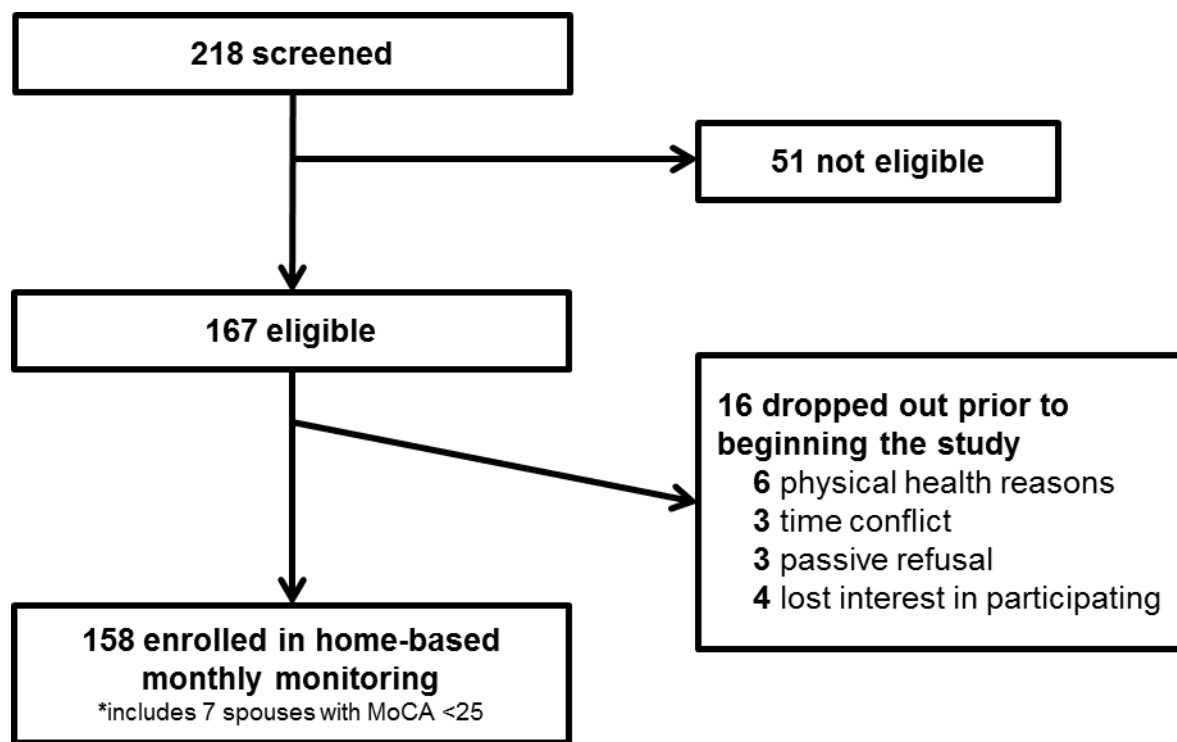 218 screened
51 not eligible
167 eligible
16 dropped out prior to
beginning the study
6 physical health reasons
3 time conflict
3 passive refusal
4 lost interest in participating
158 enrolled in home-based
monthly monitoring
*includes 7 spouses with MoCA <25